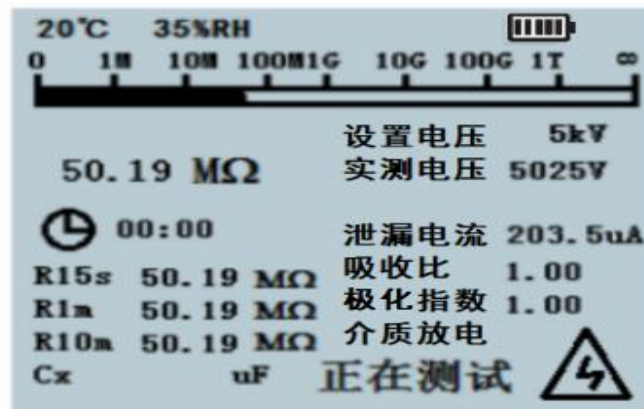 20℃ 35%RH
0 1M 10M 100M1G 10G 100G 1T ∞
设置电压 5kV
50.19 MΩ 实测电压 5025V
00:00 泄漏电流 203.5uA
R15s 50.19 MΩ 吸收比 1.00
R1m 50.19 MΩ 极化指数 1.00
R10m 50.19 MΩ 介质放电
Cx uF 正在测试